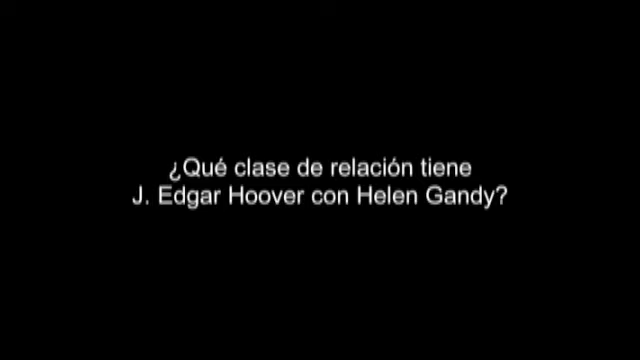 ¿Qué clase de relación tiene
J. Edgar Hoover con Helen Gandy?